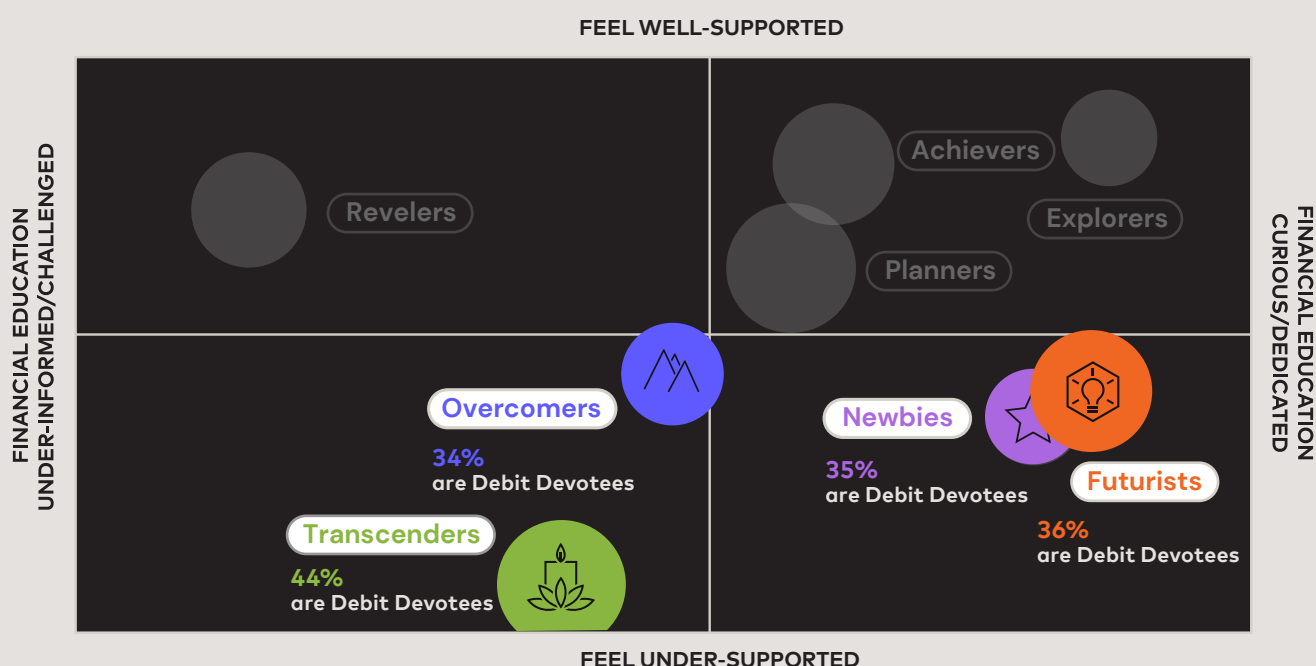 FEEL WELL-SUPPORTED
FINANCIAL EDUCATION
UNDER-INFORMED/CHALLENGED
FINANCIAL EDUCATION
CURIOUS/DEDICATED
Revelers
Achievers
Explorers
Planners
Overcomers
34%
are Debit Devotees
Newbies
35%
are Debit Devotees
Futurists
36%
are Debit Devotees
Transcenders
44%
are Debit Devotees
FEEL UNDER-SUPPORTED